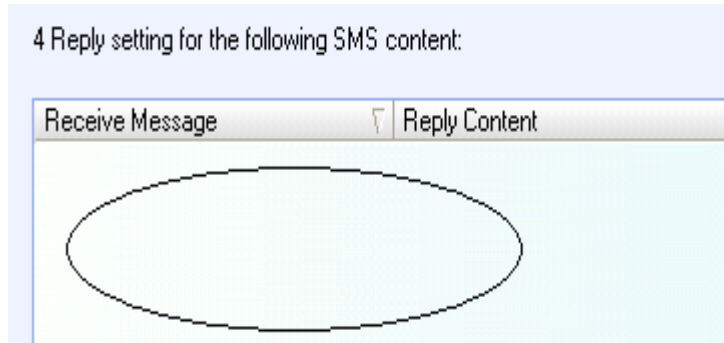 4 Reply setting for the following SMS content:
Receive Message Reply Content